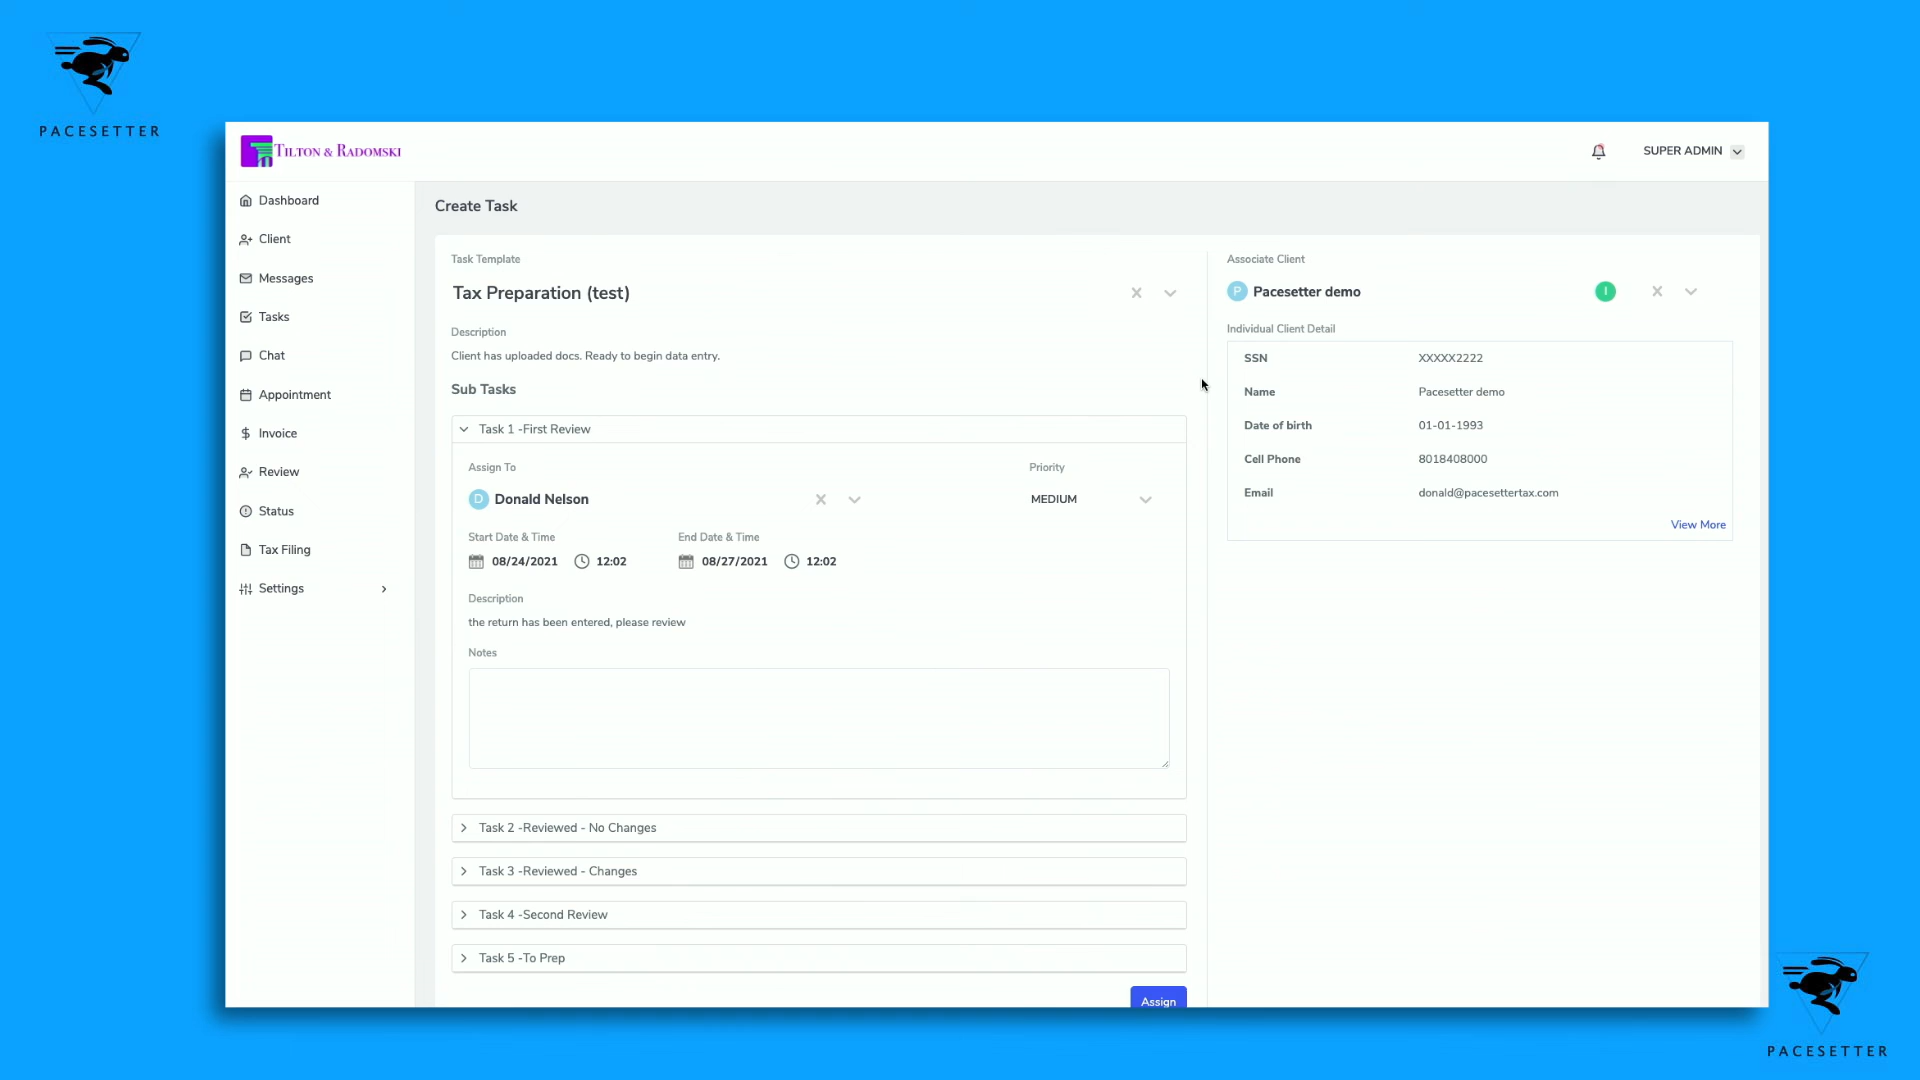 PACESETTER
TILTON & RADOMSKI
SUPER ADMIN
Dashboard
Client
Messages
Tasks
Chat
Appointment
Invoice
Review
Status
Tax Filing
Settings
Create Task
Task Template
Tax Preparation (test)
Description
Client has uploaded docs. Ready to begin data entry.
Sub Tasks
Task 1 -First Review
Assign To
Priority
D Donald Nelson
MEDIUM
Start Date & Time
End Date & Time
08/24/2021 12:02
08/27/2021 12:02
Description
the return has been entered, please review
Notes
Task 2 -Reviewed - No Changes
Task 3 -Reviewed - Changes
Task 4 -Second Review
Task 5 -To Prep
Assign
Associate Client
P Pacesetter demo I
Individual Client Detail
SSN XXXXX2222
Name Pacesetter demo
Date of birth 01-01-1993
Cell Phone 8018408000
Email donald@pacesettertax.com
View More
PACESETTER